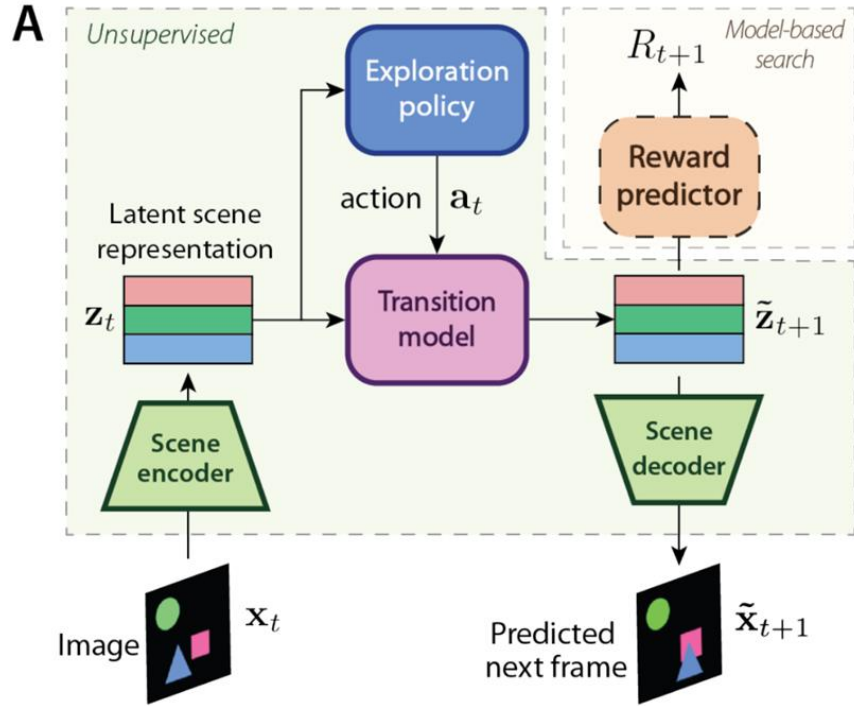 A
Unsupervised
Model-based
search
Exploration
policy
R_{t+1}
Reward
predictor
action a_t
Latent scene
representation
z_t
Transition
model
z̃_{t+1}
Scene
encoder
Scene
decoder
Image
x_t
Predicted
next frame
x̃_{t+1}